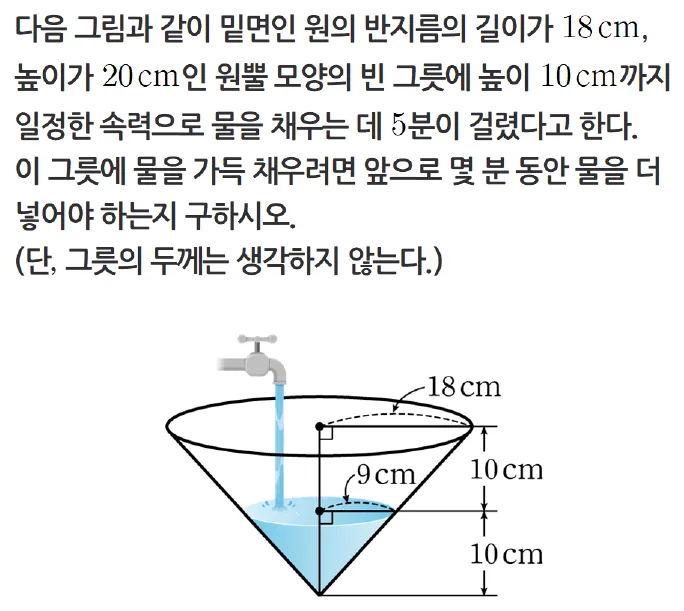 다음 그림과 같이 밑면인 원의 반지름의 길이가 18 cm,
높이가 20 cm인 원뿔 모양의 빈 그릇에 높이 10 cm까지
일정한 속력으로 물을 채우는 데 5분이 걸렸다고 한다.
이 그릇에 물을 가득 채우려면 앞으로 몇 분 동안 물을 더
넣어야 하는지 구하시오.
(단, 그릇의 두께는 생각하지 않는다.)
18 cm
9 cm
10 cm
10 cm